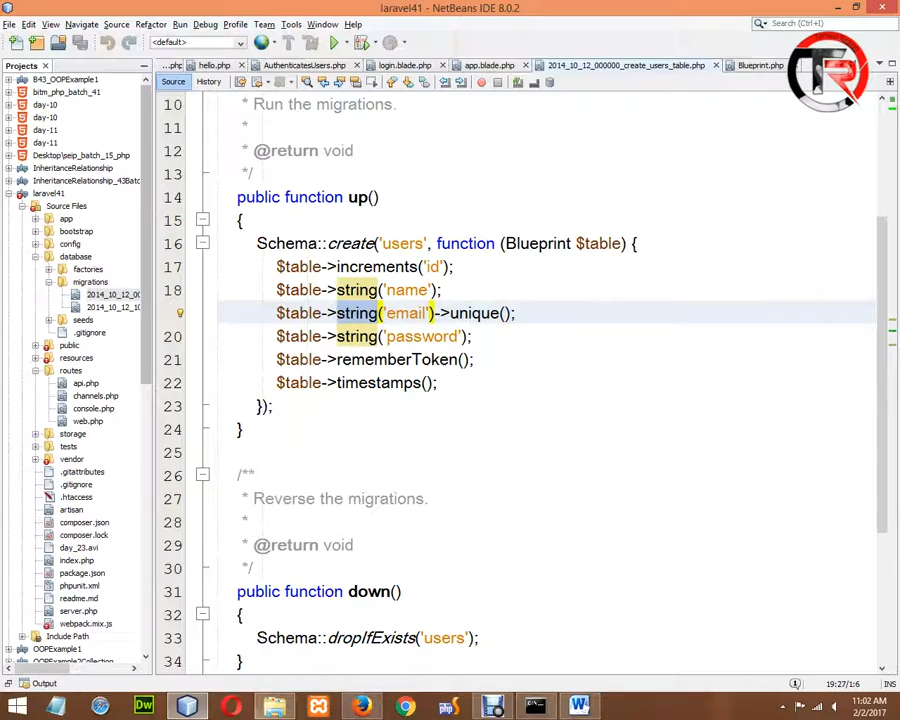 laravel41 - NetBeans IDE 8.0.2
File Edit View Navigate Source Refactor Run Debug Profile Team Tools Window Help
Search (Ctrl+I)
<default>
Projects
...php hello.php AuthenticatesUsers.php login.blade.php app.blade.php 2014_10_12_000000_create_users_table.php Blueprint.php
Source History
TR
B43_OOPExample1
bitm_php_batch_41
day-10
day-10
day-11
day-11
Desktop\seip_batch_15_php
InheritanceRelationship
InheritanceRelationship_43Bat
laravel41
Source Files
app
bootstrap
config
database
factories
migrations
2014_10_12_00
2014_10_12_10
seeds
.gitignore
public
resources
routes
api.php
channels.php
console.php
web.php
storage
tests
vendor
.gitattributes
.gitignore
.htaccess
artisan
composer.json
composer.lock
day_23.avi
index.php
package.json
phpunit.xml
readme.md
server.php
webpack.mix.js
Include Path
OOPExample1
OOPExample2Collection
10 * Run the migrations.
11 *
12 * @return void
13 */
14 public function up()
15 {
16 Schema::create('users', function (Blueprint $table) {
17 $table->increments('id');
18 $table->string('name');
$table->string('email')->unique();
20 $table->string('password');
21 $table->rememberToken();
22 $table->timestamps();
23 });
24 }
25
26 /**
27 * Reverse the migrations.
28 *
29 * @return void
30 */
31 public function down()
32 {
33 Schema::dropIfExists('users');
34 }
Output
19:27/1:6 INS
11:02 AM
2/2/2017